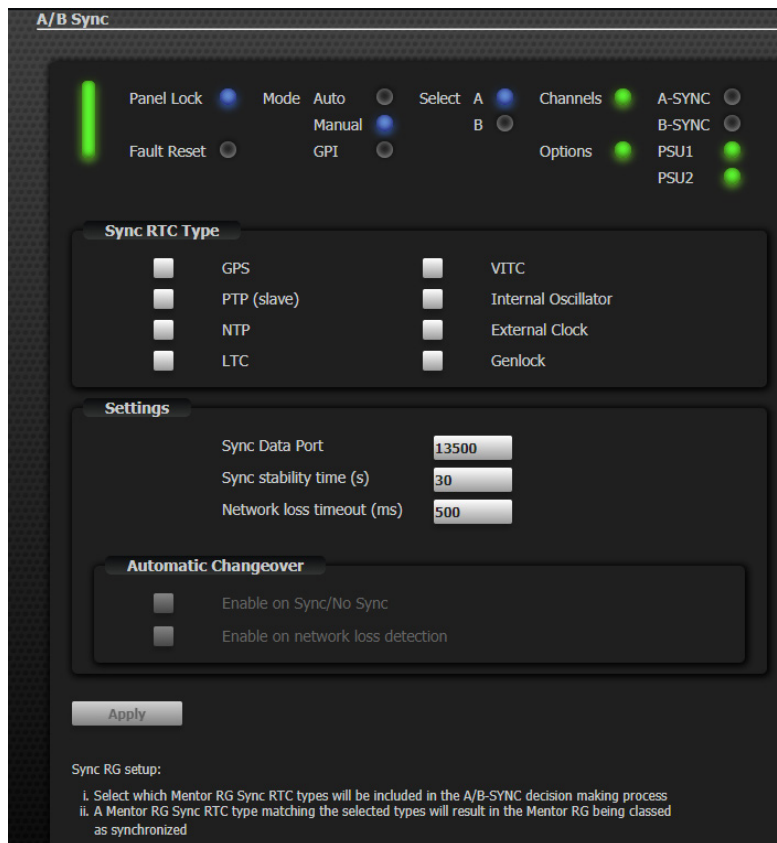 A/B Sync
Panel Lock Mode Auto Select A Channels A-SYNC
Manual B B-SYNC
Fault Reset GPI Options PSU1
PSU2
Sync RTC Type
GPS VITC
PTP (slave) Internal Oscillator
NTP External Clock
LTC Genlock
Settings
Sync Data Port 13500
Sync stability time (s) 30
Network loss timeout (ms) 500
Automatic Changeover
Enable on Sync/No Sync
Enable on network loss detection
Apply
Sync RG setup:
i. Select which Mentor RG Sync RTC types will be included in the A/B-SYNC decision making process
ii. A Mentor RG Sync RTC type matching the selected types will result in the Mentor RG being classed
as synchronized